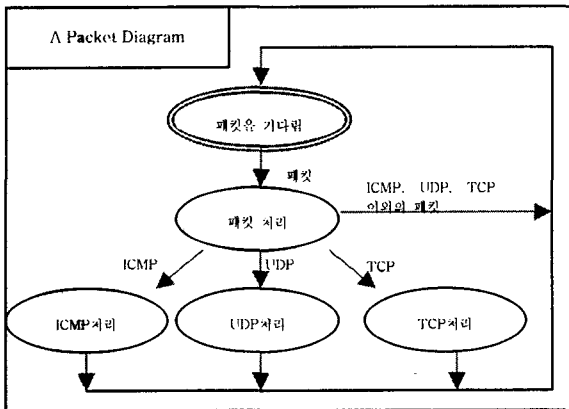 A Packet Diagram
패킷을 기다림
패킷
ICMP, UDP, TCP
이외의 패킷
패킷 처리
ICMP
UDP
TCP
ICMP처리
UDP처리
TCP처리